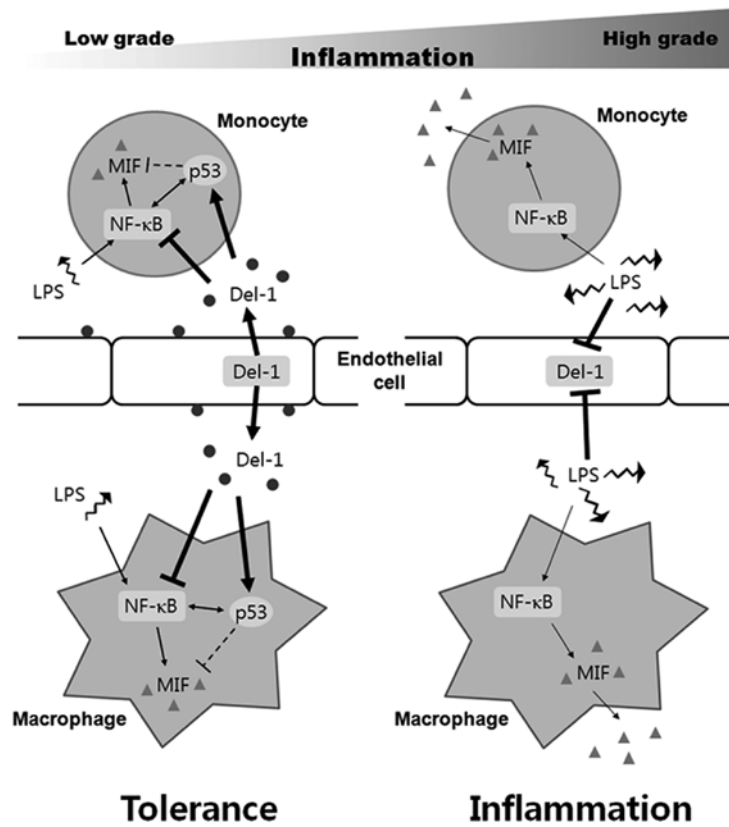 Low grade
Inflammation
High grade
Monocyte
MIF
p53
NF-κB
LPS
Del-1
Del-1
Endothelial
cell
Del-1
LPS
NF-κB
p53
MIF
Macrophage
Tolerance
Monocyte
MIF
NF-κB
LPS
Del-1
LPS
NF-κB
MIF
Macrophage
Inflammation